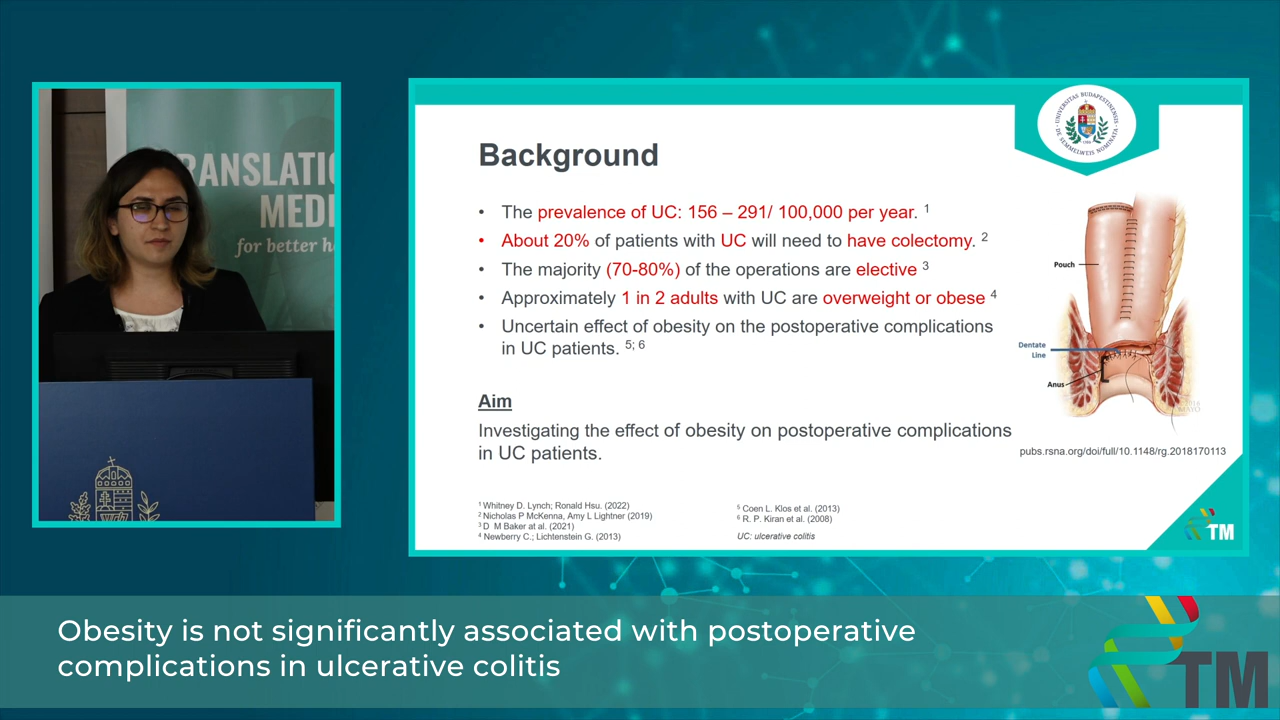 TRANSLATIO
MEDI
for better h
UNIVERSITAS BUDAPESTINENSIS
DE SEMMELWEIS NOMINATA
Background
• The prevalence of UC: 156 – 291/ 100,000 per year. 1
• About 20% of patients with UC will need to have colectomy. 2
• The majority (70-80%) of the operations are elective 3
• Approximately 1 in 2 adults with UC are overweight or obese 4
• Uncertain effect of obesity on the postoperative complications
in UC patients. 5; 6
Pouch
Dentate
Line
Anus
pubs.rsna.org/doi/full/10.1148/rg.2018170113
Aim
Investigating the effect of obesity on postoperative complications
in UC patients.
1 Whitney D. Lynch; Ronald Hsu. (2022)
2 Nicholas P McKenna, Amy L Lightner (2019)
3 D M Baker at al. (2021)
4 Newberry C.; Lichtenstein G. (2013)
5 Coen L. Klos et al. (2013)
6 R. P. Kiran et al. (2008)
UC: ulcerative colitis
TM
Obesity is not significantly associated with postoperative
complications in ulcerative colitis
TM